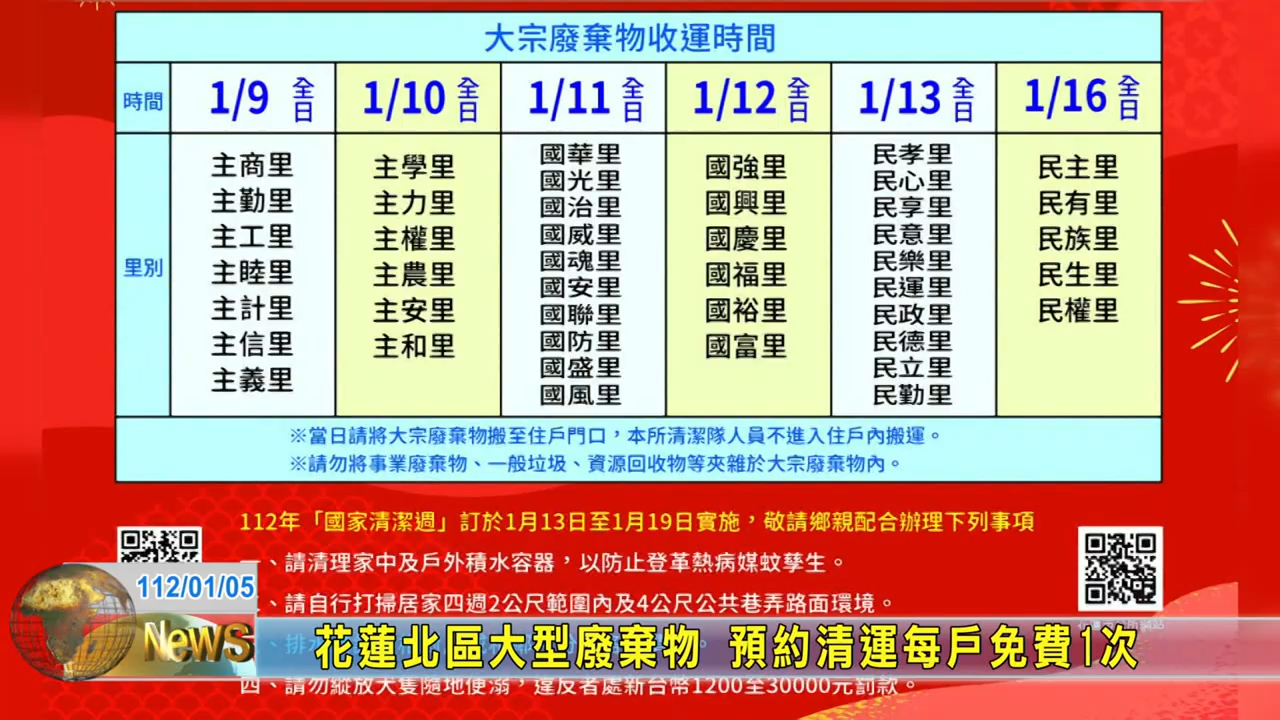 大宗廢棄物收運時間
時間 1/9 全日 1/10 全日 1/11 全日 1/12 全日 1/13 全日 1/16 全日
里別
主商里
主勤里
主工里
主睦里
主計里
主信里
主義里
主學里
主力里
主權里
主農里
主安里
主和里
國華里
國光里
國治里
國威里
國魂里
國安里
國聯里
國防里
國盛里
國風里
國強里
國興里
國慶里
國福里
國裕里
國富里
民孝里
民心里
民享里
民意里
民樂里
民運里
民政里
民德里
民立里
民勤里
民主里
民有里
民族里
民生里
民權里
※當日請將大宗廢棄物搬至住戶門口，本所清潔隊人員不進入住戶內搬運。
※請勿將事業廢棄物、一般垃圾、資源回收物等夾雜於大宗廢棄物內。
112年「國家清潔週」訂於1月13日至1月19日實施，敬請鄉親配合辦理下列事項
、請清理家中及戶外積水容器，以防止登革熱病媒蚊孳生。
、請自行打掃居家四週2公尺範圍內及4公尺公共巷弄路面環境。
、排水
四、請勿縱放犬隻隨地便溺，違反者處新台幣1200至30000元罰款。
112/01/05
News
花蓮北區大型廢棄物 預約清運每戶免費1次